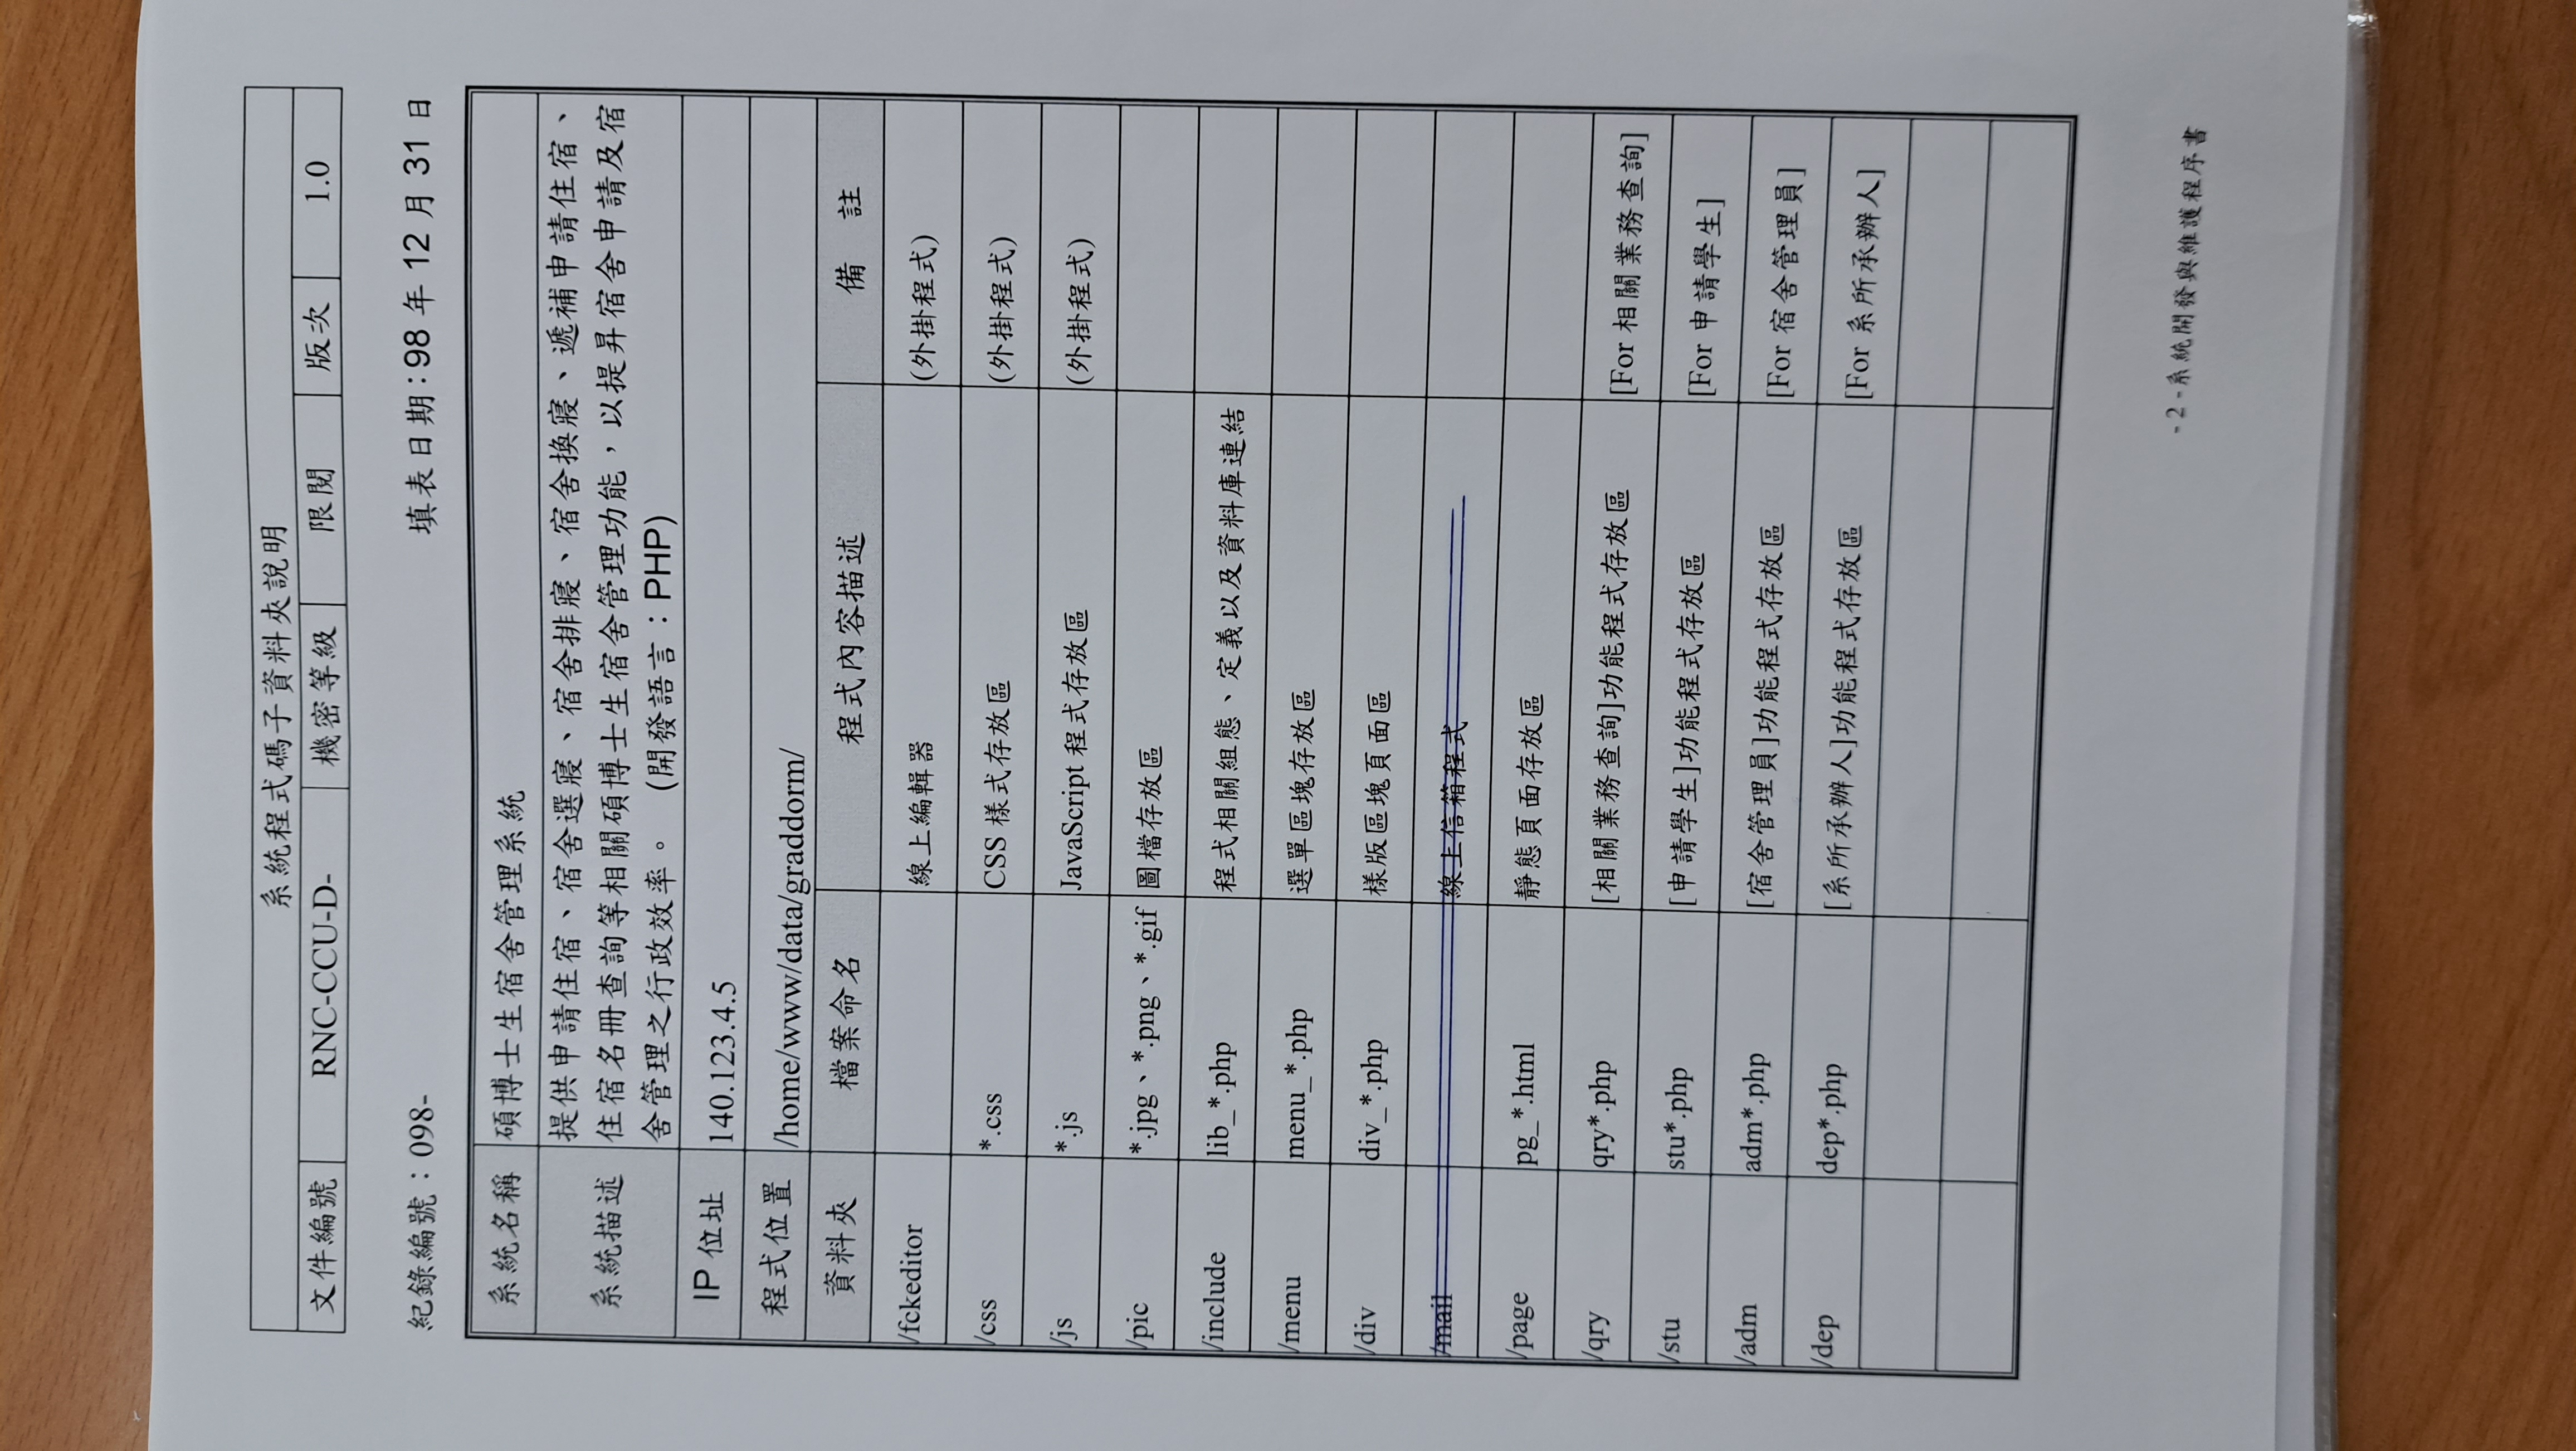 系統程式碼子資料夾說明
文件編號 RNC-CCU-D- 機密等級 限閱 版次 1.0
紀錄編號：098- 填表日期：98 年 12 月 31 日
系統名稱 碩博士生宿舍管理系統
系統描述 提供申請住宿、宿舍選寢、宿舍排寢、宿舍換寢、遞補申請住宿、
住宿名冊查詢等相關碩博士生宿舍管理功能，以提昇宿舍申請及宿
舍管理之行政效率。 (開發語言：PHP)
IP 位址 140.123.4.5
程式位置 /home/www/data/graddorm/
資料夾 檔案命名 程式內容描述 備 註
/fckeditor 線上編輯器 (外掛程式)
/css *.css CSS 樣式存放區 (外掛程式)
/js *.js JavaScript 程式存放區 (外掛程式)
/pic *.jpg、*.png、*.gif 圖檔存放區
/include lib_*.php 程式相關組態、定義以及資料庫連結
/menu menu_*.php 選單區塊存放區
/div div_*.php 樣版區塊頁面區
/mail 線上信箱程式
/page pg_*.html 靜態頁面存放區
/qry qry*.php [相關業務查詢]功能程式存放區 [For 相關業務查詢]
/stu stu*.php [申請學生]功能程式存放區 [For 申請學生]
/adm adm*.php [宿舍管理員]功能程式存放區 [For 宿舍管理員]
/dep dep*.php [系所承辦人]功能程式存放區 [For 系所承辦人]
- 2 -系統開發與維護程序書